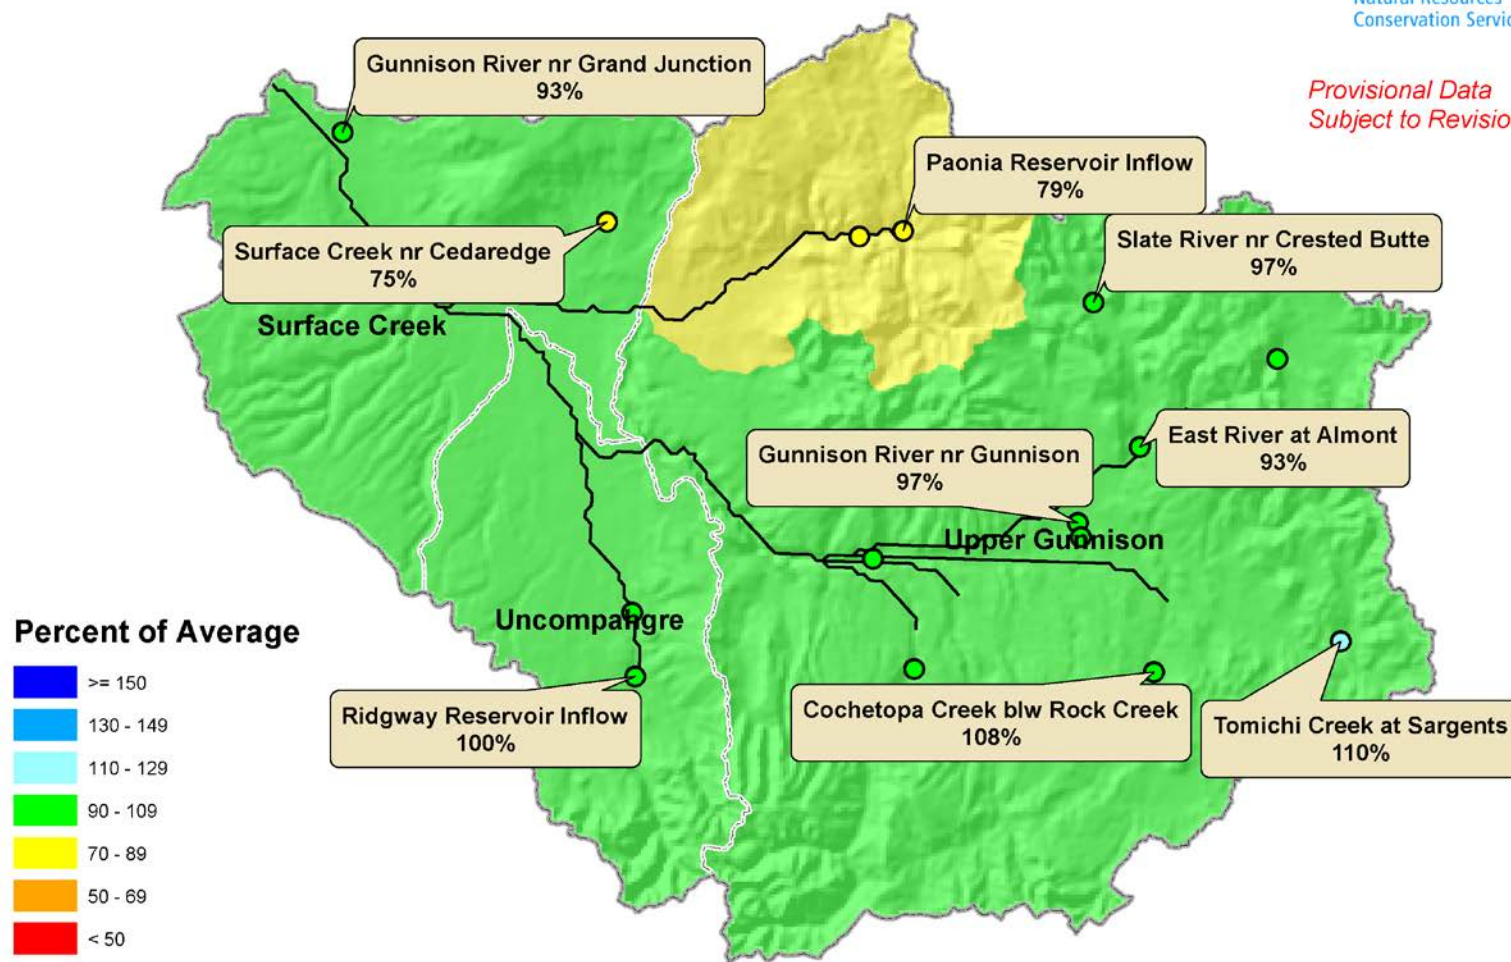 Natural Resources
Conservation Servic
Provisional Data
Subject to Revisio
Gunnison River nr Grand Junction
93%
Paonia Reservoir Inflow
79%
Slate River nr Crested Butte
97%
Surface Creek nr Cedaredge
75%
Surface Creek
East River at Almont
93%
Gunnison River nr Gunnison
97%
Upper Gunnison
Uncompahgre
Ridgway Reservoir Inflow
100%
Cochetopa Creek blw Rock Creek
108%
Tomichi Creek at Sargents
110%
Percent of Average
>= 150
130 - 149
110 - 129
90 - 109
70 - 89
50 - 69
< 50